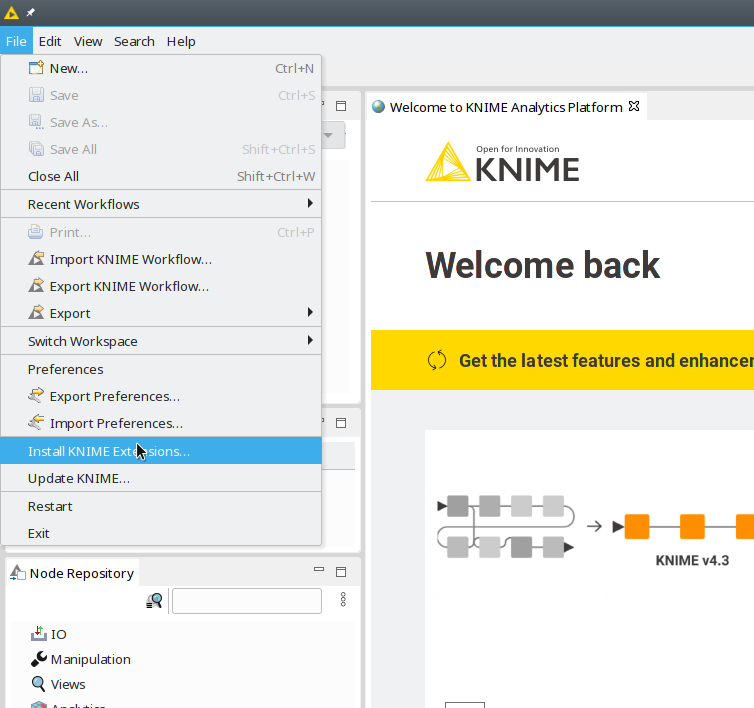 File Edit View Search Help
New... Ctrl+N
Save Ctrl+S
Save As...
Save All Shift+Ctrl+S
Close All Shift+Ctrl+W
Recent Workflows
Print... Ctrl+P
Import KNIME Workflow...
Export KNIME Workflow...
Export
Switch Workspace
Preferences
Export Preferences...
Import Preferences...
Install KNIME Extensions...
Update KNIME...
Restart
Exit
Node Repository
IO
Manipulation
Views
Analytics
Welcome to KNIME Analytics Platform
Open for Innovation
KNIME
Welcome back
Get the latest features and enhancer
KNIME v4.3